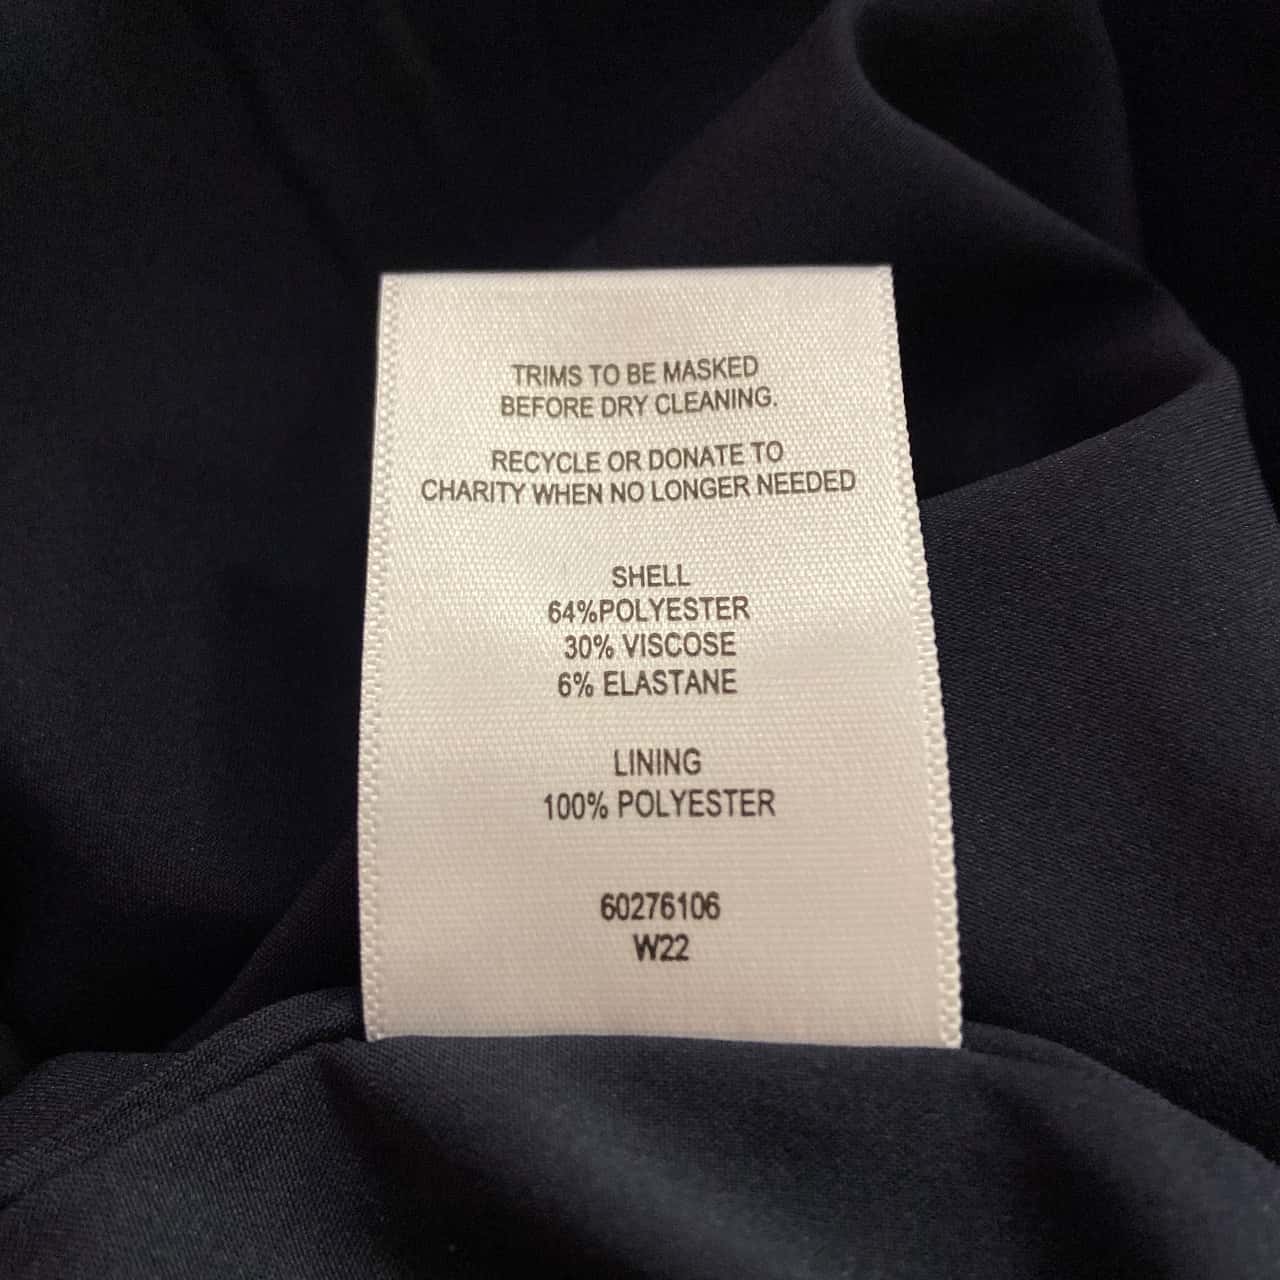 TRIMS TO BE MASKED
BEFORE DRY CLEANING.
RECYCLE OR DONATE TO
CHARITY WHEN NO LONGER NEEDED
SHELL
64%POLYESTER
30% VISCOSE
6% ELASTANE
LINING
100% POLYESTER
60276106
W22